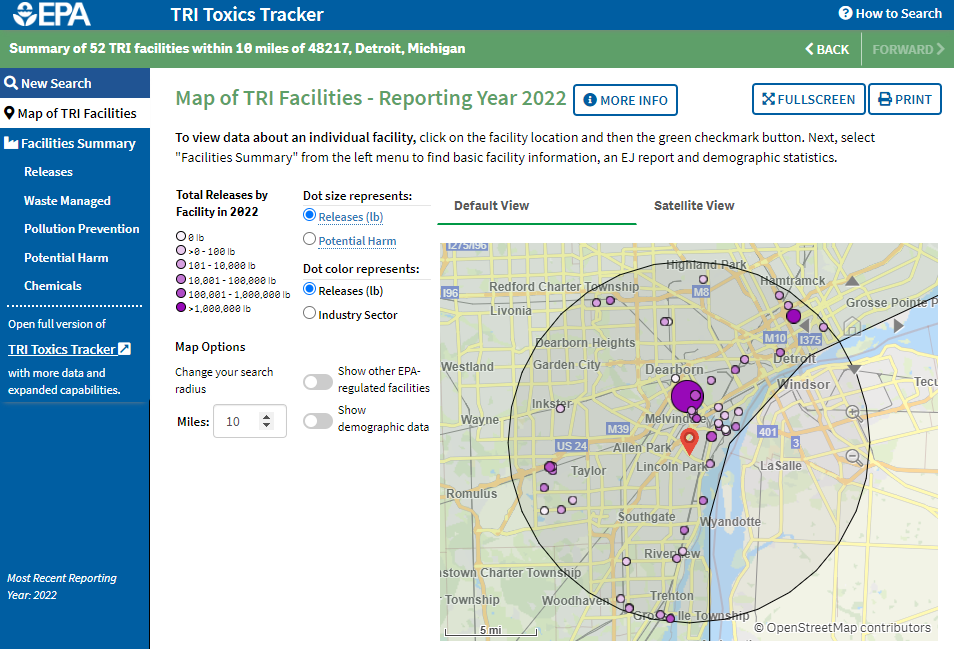 EPA
TRI Toxics Tracker
How to Search
Summary of 52 TRI facilities within 10 miles of 48217, Detroit, Michigan
BACK
FORWARD
New Search
Map of TRI Facilities
Facilities Summary
Releases
Waste Managed
Pollution Prevention
Potential Harm
Chemicals
Open full version of
TRI Toxics Tracker
with more data and
expanded capabilities.
Most Recent Reporting
Year: 2022
Map of TRI Facilities - Reporting Year 2022
MORE INFO
FULLSCREEN
PRINT
To view data about an individual facility, click on the facility location and then the green checkmark button. Next, select
"Facilities Summary" from the left menu to find basic facility information, an EJ report and demographic statistics.
Total Releases by
Facility in 2022
0 lb
>0 - 100 lb
101 - 10,000 lb
10,001 - 100,000 lb
100,001 - 1,000,000 lb
>1,000,000 lb
Dot size represents:
Releases (lb)
Potential Harm
Dot color represents:
Releases (lb)
Industry Sector
Map Options
Change your search
radius
Miles: 10
Show other EPA-
regulated facilities
Show
demographic data
Default View
Satellite View
I275/I96
Highland Park
Hamtramck
I96
Redford Charter Township
M8
Grosse Pointe P
Livonia
M10
I375
Dearborn Heights
Detroit
Westland
Garden City
Dearborn
Windsor
Tecu
Inkster
Wayne
Melvindale
M39
401
3
US 24
Allen Park
Taylor
Lincoln Park
LaSalle
Romulus
Southgate
Wyandotte
Riverview
stown Charter Township
Township
Woodhaven
Trenton
Gro lle Township
5 mi
© OpenStreetMap contributors